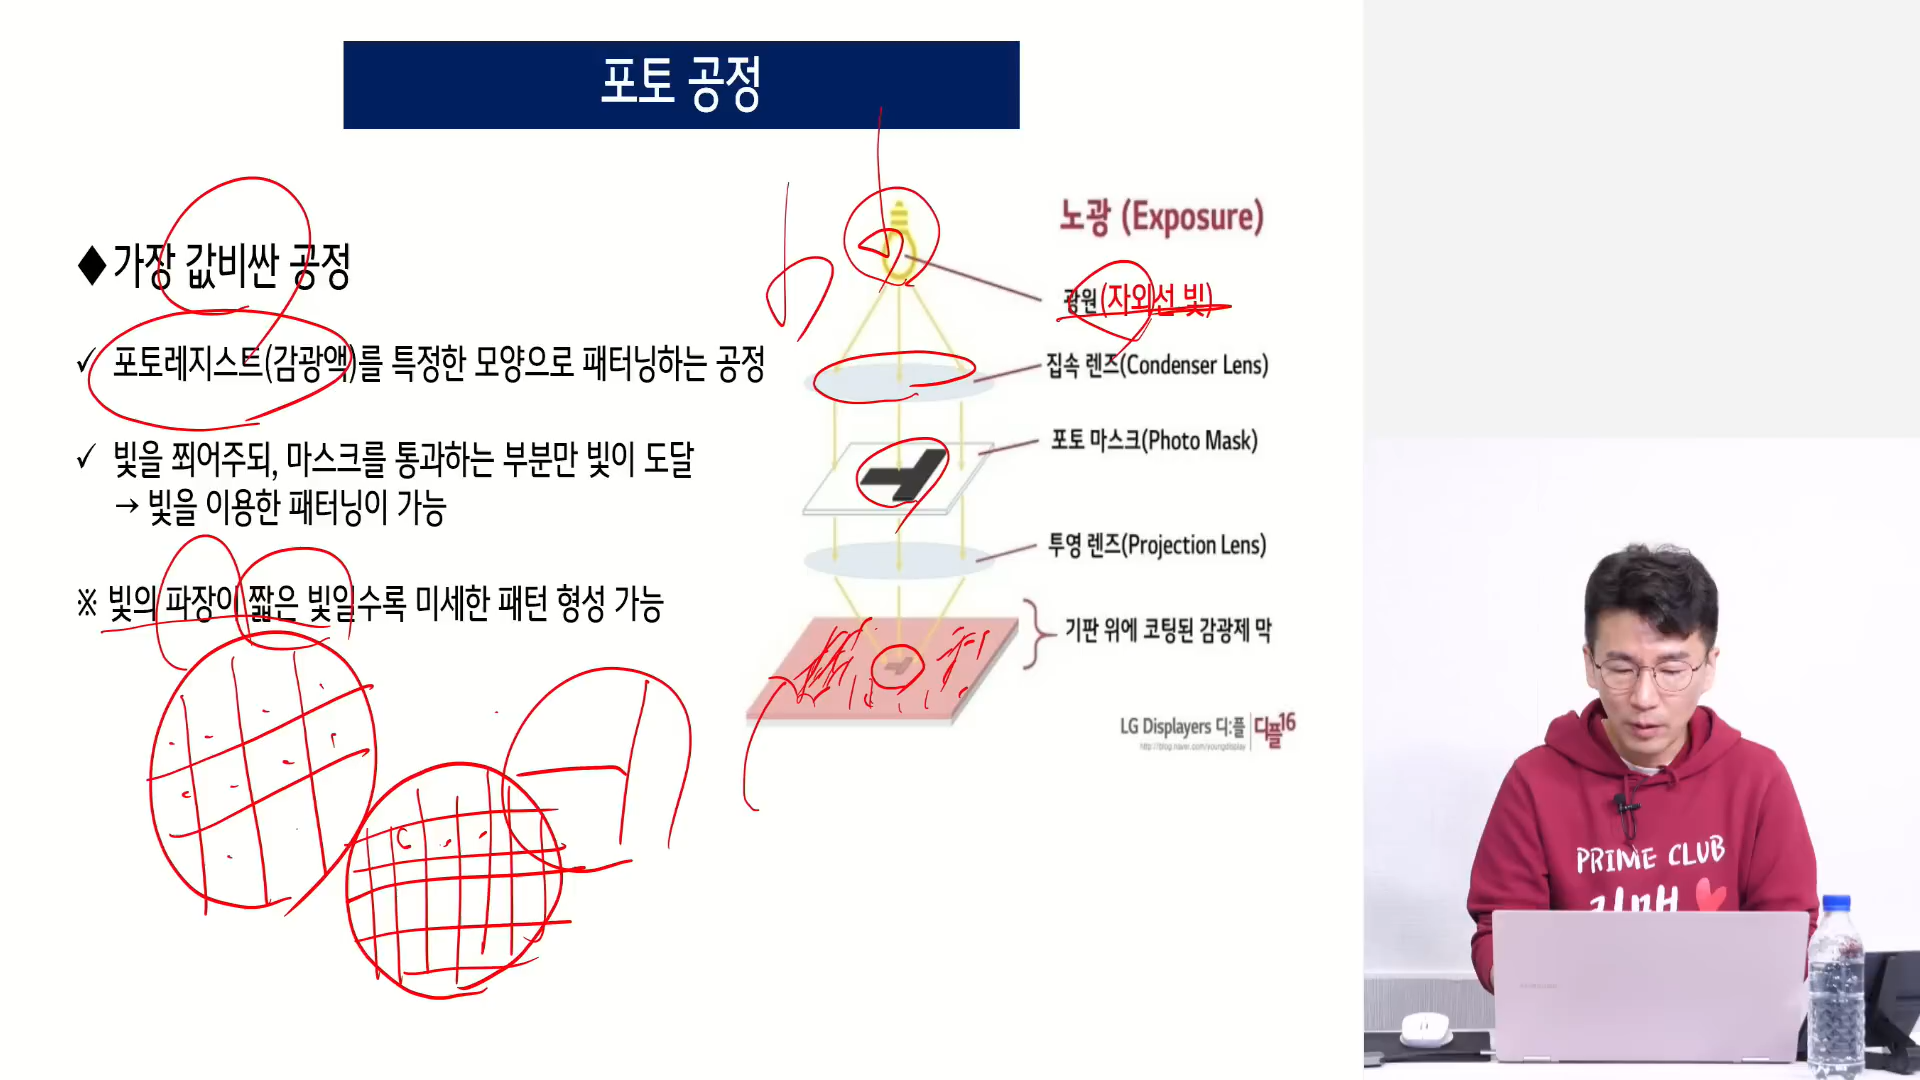 포토 공정
◆가장 값비싼 공정
✓ 포토레지스트(감광액)를 특정한 모양으로 패터닝하는 공정
✓ 빛을 쬐어주되, 마스크를 통과하는 부분만 빛이 도달
→ 빛을 이용한 패터닝이 가능
※ 빛의 파장이 짧은 빛일수록 미세한 패턴 형성 가능
노광 (Exposure)
광원(자외선 빛)
집속 렌즈(Condenser Lens)
포토 마스크(Photo Mask)
투영 렌즈(Projection Lens)
기판 위에 코팅된 감광제 막
LG Displayers 디:플 디플16
http://blog.naver.com/youngdisplay
PRIME CLUB
SAMSUNG